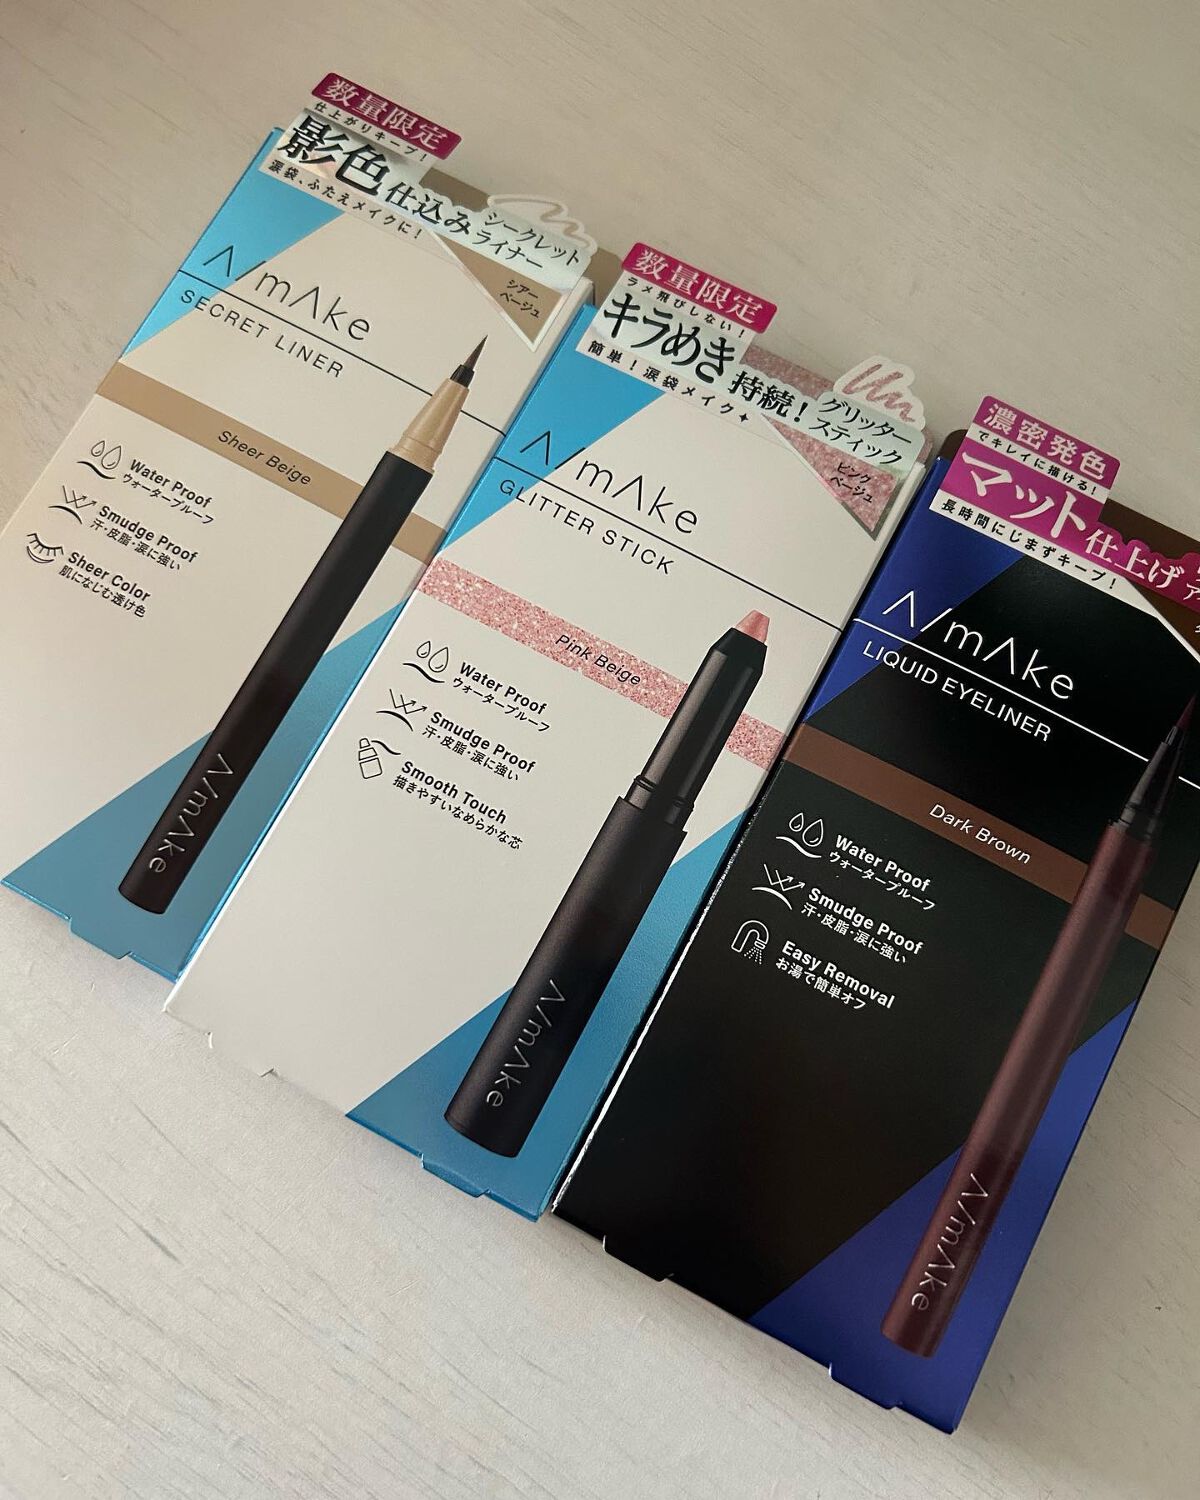 数量限定
仕上がりキープ!
影色仕込み
シークレット
ライナー
涙袋、ふたえメイクに!
シアー
ベージュ
A/mAke
SECRET LINER
Sheer Beige
Water Proof
ウォータープルーフ
Smudge Proof
汗・皮脂・涙に強い
Sheer Color
肌になじむ透け色
A/mAke
数量限定
ラメ飛びしない!
キラめき持続!
グリッター
スティック
簡単!涙袋メイク✦
ピンク
ベージュ
A/mAke
GLITTER STICK
Pink Beige
Water Proof
ウォータープルーフ
Smudge Proof
汗・皮脂・涙に強い
Smooth Touch
描きやすいなめらかな芯
A/mAke
濃密発色
でキレイに描ける!
マット仕上げ
長時間にじまずキープ!
A/mAke
LIQUID EYELINER
Dark Brown
Water Proof
ウォータープルーフ
Smudge Proof
汗・皮脂・涙に強い
Easy Removal
お湯で簡単オフ
A/mAke